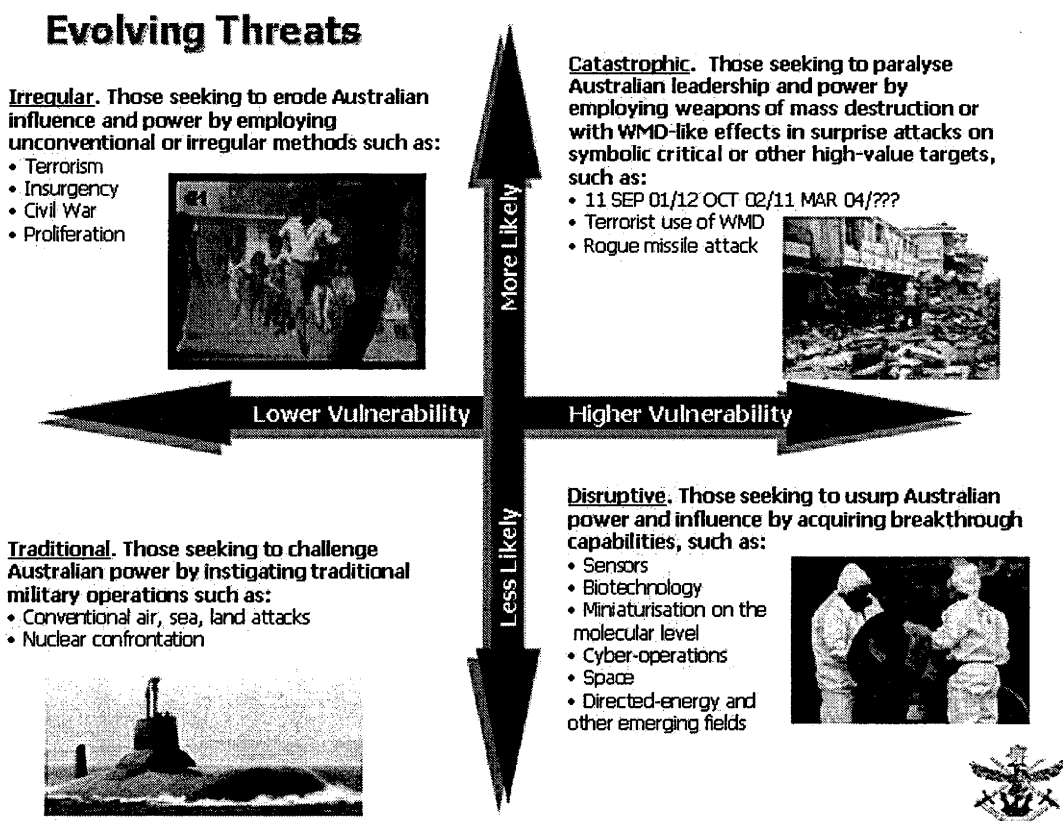 Evolving Threats
Irregular. Those seeking to erode Australian
influence and power by employing
unconventional or irregular methods such as:
• Terrorism
• Insurgency
• Civil War
• Proliferation
Catastrophic. Those seeking to paralyse
Australian leadership and power by
employing weapons of mass destruction or
with WMD-like effects in surprise attacks on
symbolic critical or other high-value targets,
such as:
• 11 SEP 01/12 OCT 02/11 MAR 04/???
• Terrorist use of WMD
• Rogue missile attack
More Likely
Lower Vulnerability
Higher Vulnerability
Less Likely
Traditional. Those seeking to challenge
Australian power by instigating traditional
military operations such as:
• Conventional air, sea, land attacks
• Nuclear confrontation
Disruptive. Those seeking to usurp Australian
power and influence by acquiring breakthrough
capabilities, such as:
• Sensors
• Biotechnology
• Miniaturisation on the
molecular level
• Cyber-operations
• Space
• Directed-energy and
other emerging fields